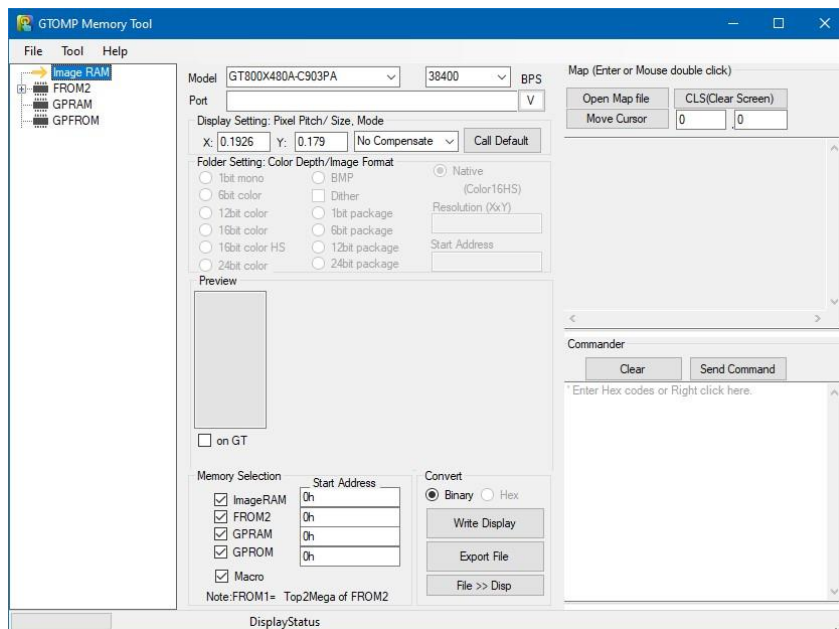 GTOMP Memory Tool
File Tool Help
Image RAM
FROM2
GPRAM
GPFROM
Model GT800X480A-C903PA 38400 BPS
Port V
Display Setting: Pixel Pitch/ Size, Mode
X: 0.1926 Y: 0.179 No Compensate Call Default
Folder Setting: Color Depth/Image Format
1bit mono BMP Native
6bit color Dither (Color16HS)
12bit color 1bit package Resolution (XxY)
16bit color 6bit package
16bit color HS 12bit package Start Address
24bit color 24bit package
Preview
on GT
Memory Selection Start Address
ImageRAM 0h
FROM2 0h
GPRAM 0h
GPROM 0h
Macro
Note:FROM1= Top2Mega of FROM2
Convert
Binary Hex
Write Display
Export File
File >> Disp
Map (Enter or Mouse double click)
Open Map file CLS(Clear Screen)
Move Cursor 0 , 0
Commander
Clear Send Command
' Enter Hex codes or Right click here.
DisplayStatus